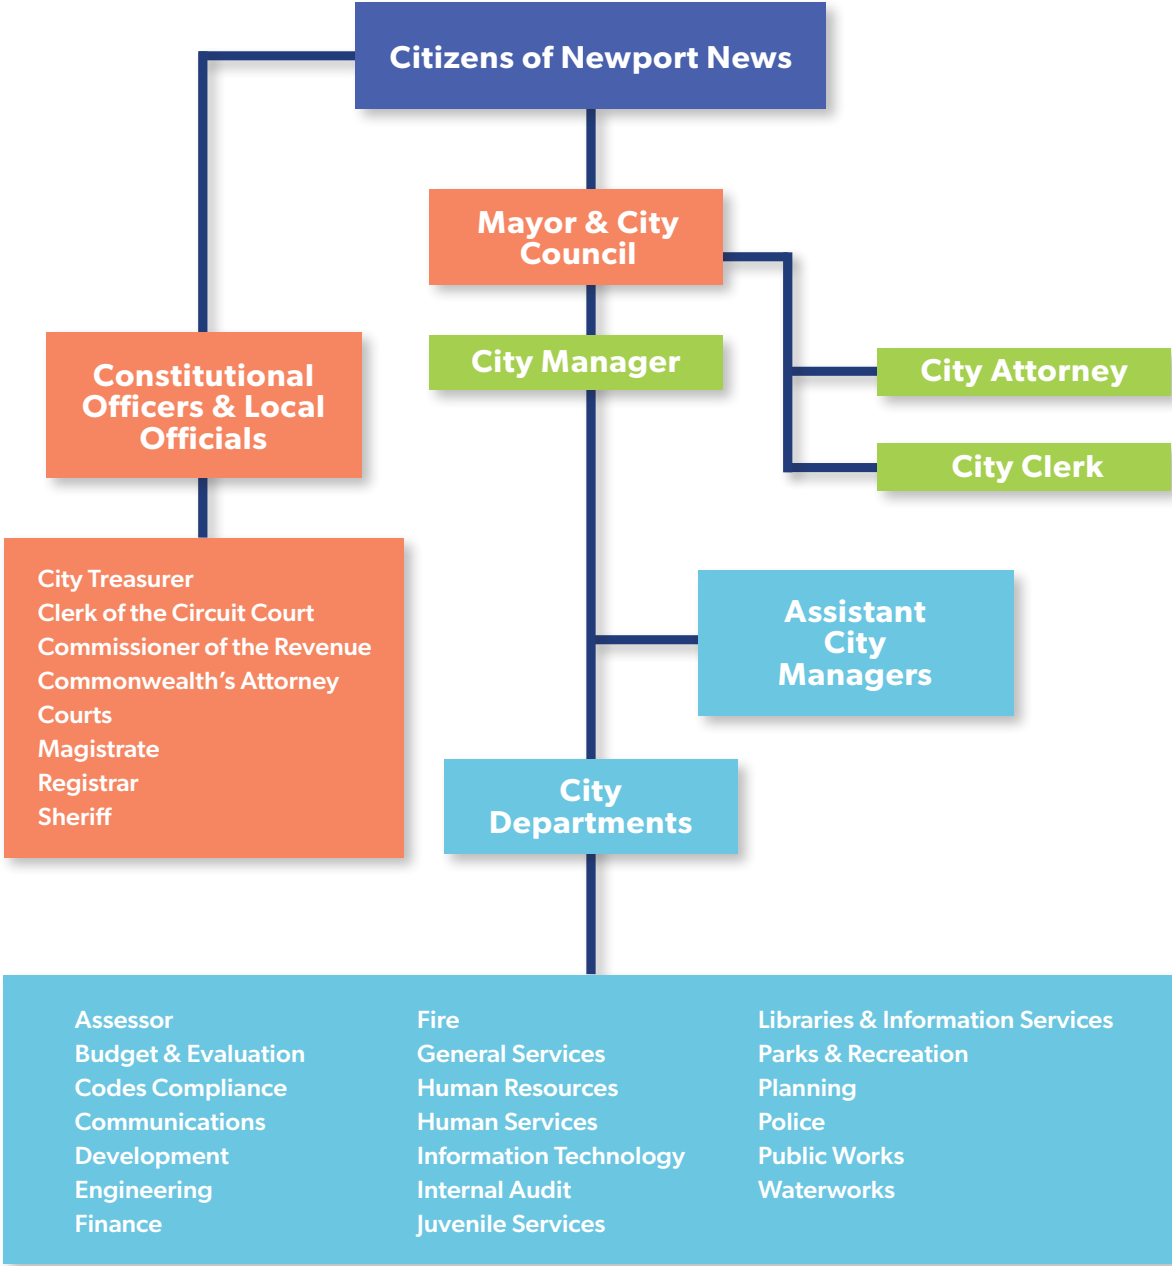 Citizens of Newport News
Mayor & City
Council
City Manager
City Attorney
City Clerk
Constitutional
Officers & Local
Officials
City Treasurer
Clerk of the Circuit Court
Commissioner of the Revenue
Commonwealth’s Attorney
Courts
Magistrate
Registrar
Sheriff
Assistant
City
Managers
City
Departments
Assessor
Budget & Evaluation
Codes Compliance
Communications
Development
Engineering
Finance
Fire
General Services
Human Resources
Human Services
Information Technology
Internal Audit
Juvenile Services
Libraries & Information Services
Parks & Recreation
Planning
Police
Public Works
Waterworks